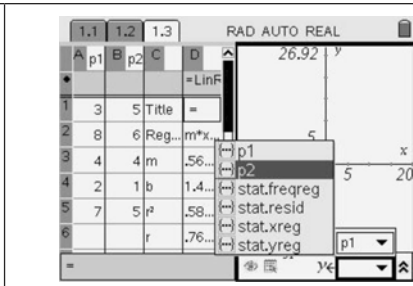 1.1 1.2 1.3 RAD AUTO REAL
A p1 B p2 C D 26.92 y
=LinR
1 3 5 Title =
2 8 6 Reg... m*x... 5
3 4 4 m .56... p1 x
4 2 1 b 1.4... p2 5 20
5 7 5 r² .58... stat.freqreg
6 r .76... stat.resid
stat.xreg
stat.yreg p1
= y∈